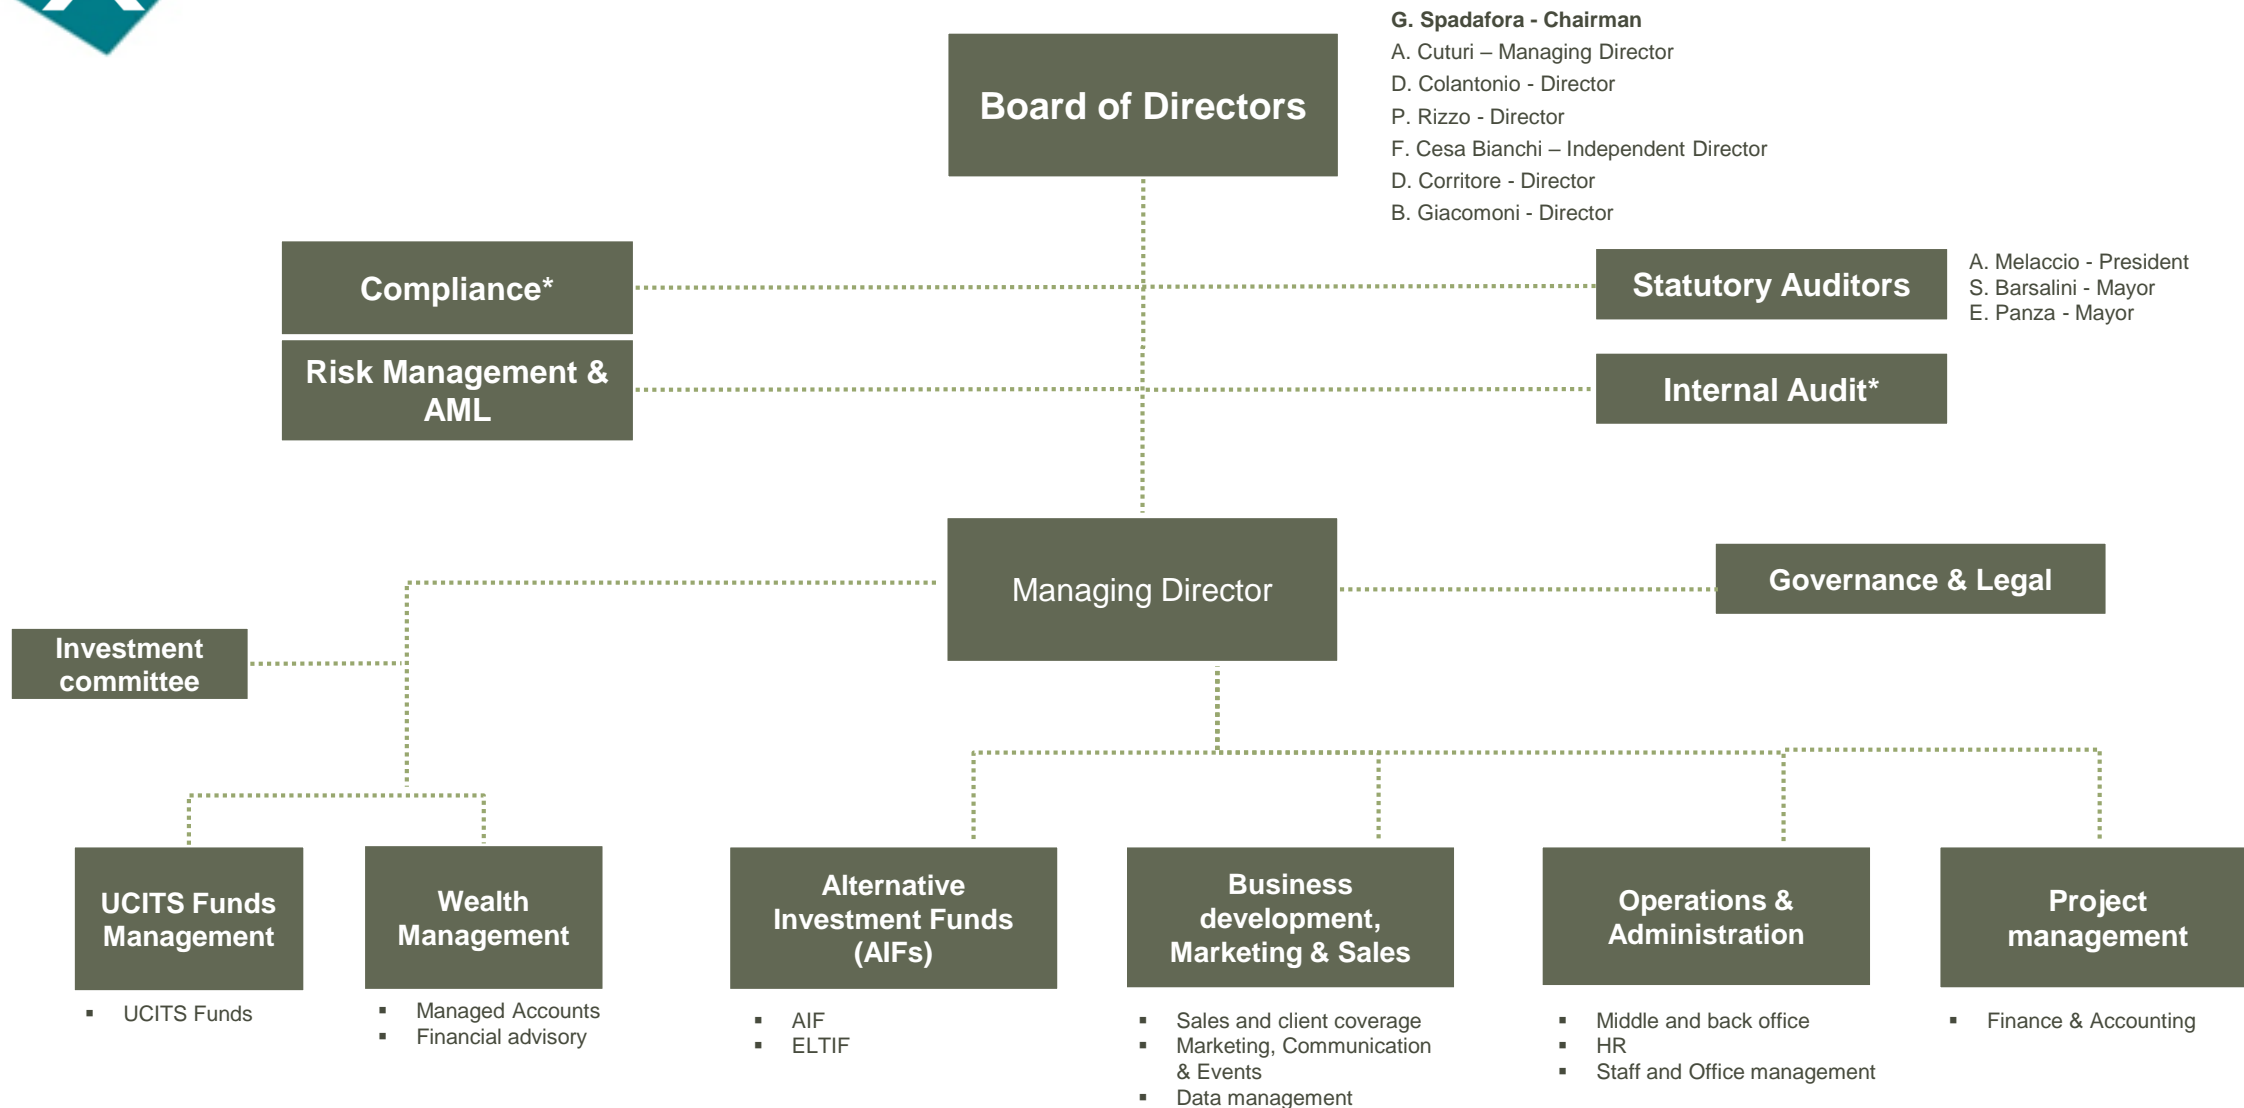 G. Spadafora - Chairman
A. Cuturi – Managing Director
D. Colantonio - Director
P. Rizzo - Director
F. Cesa Bianchi – Independent Director
D. Corritore - Director
B. Giacomoni - Director
Board of Directors
Compliance*
Statutory Auditors
A. Melaccio - President
S. Barsalini - Mayor
E. Panza - Mayor
Risk Management &
AML
Internal Audit*
Managing Director
Governance & Legal
Investment
committee
UCITS Funds
Management
▪ UCITS Funds
Wealth
Management
▪ Managed Accounts
▪ Financial advisory
Alternative
Investment Funds
(AIFs)
▪ AIF
▪ ELTIF
Business
development,
Marketing & Sales
▪ Sales and client coverage
▪ Marketing, Communication
& Events
▪ Data management
Operations &
Administration
▪ Middle and back office
▪ HR
▪ Staff and Office management
Project
management
▪ Finance & Accounting